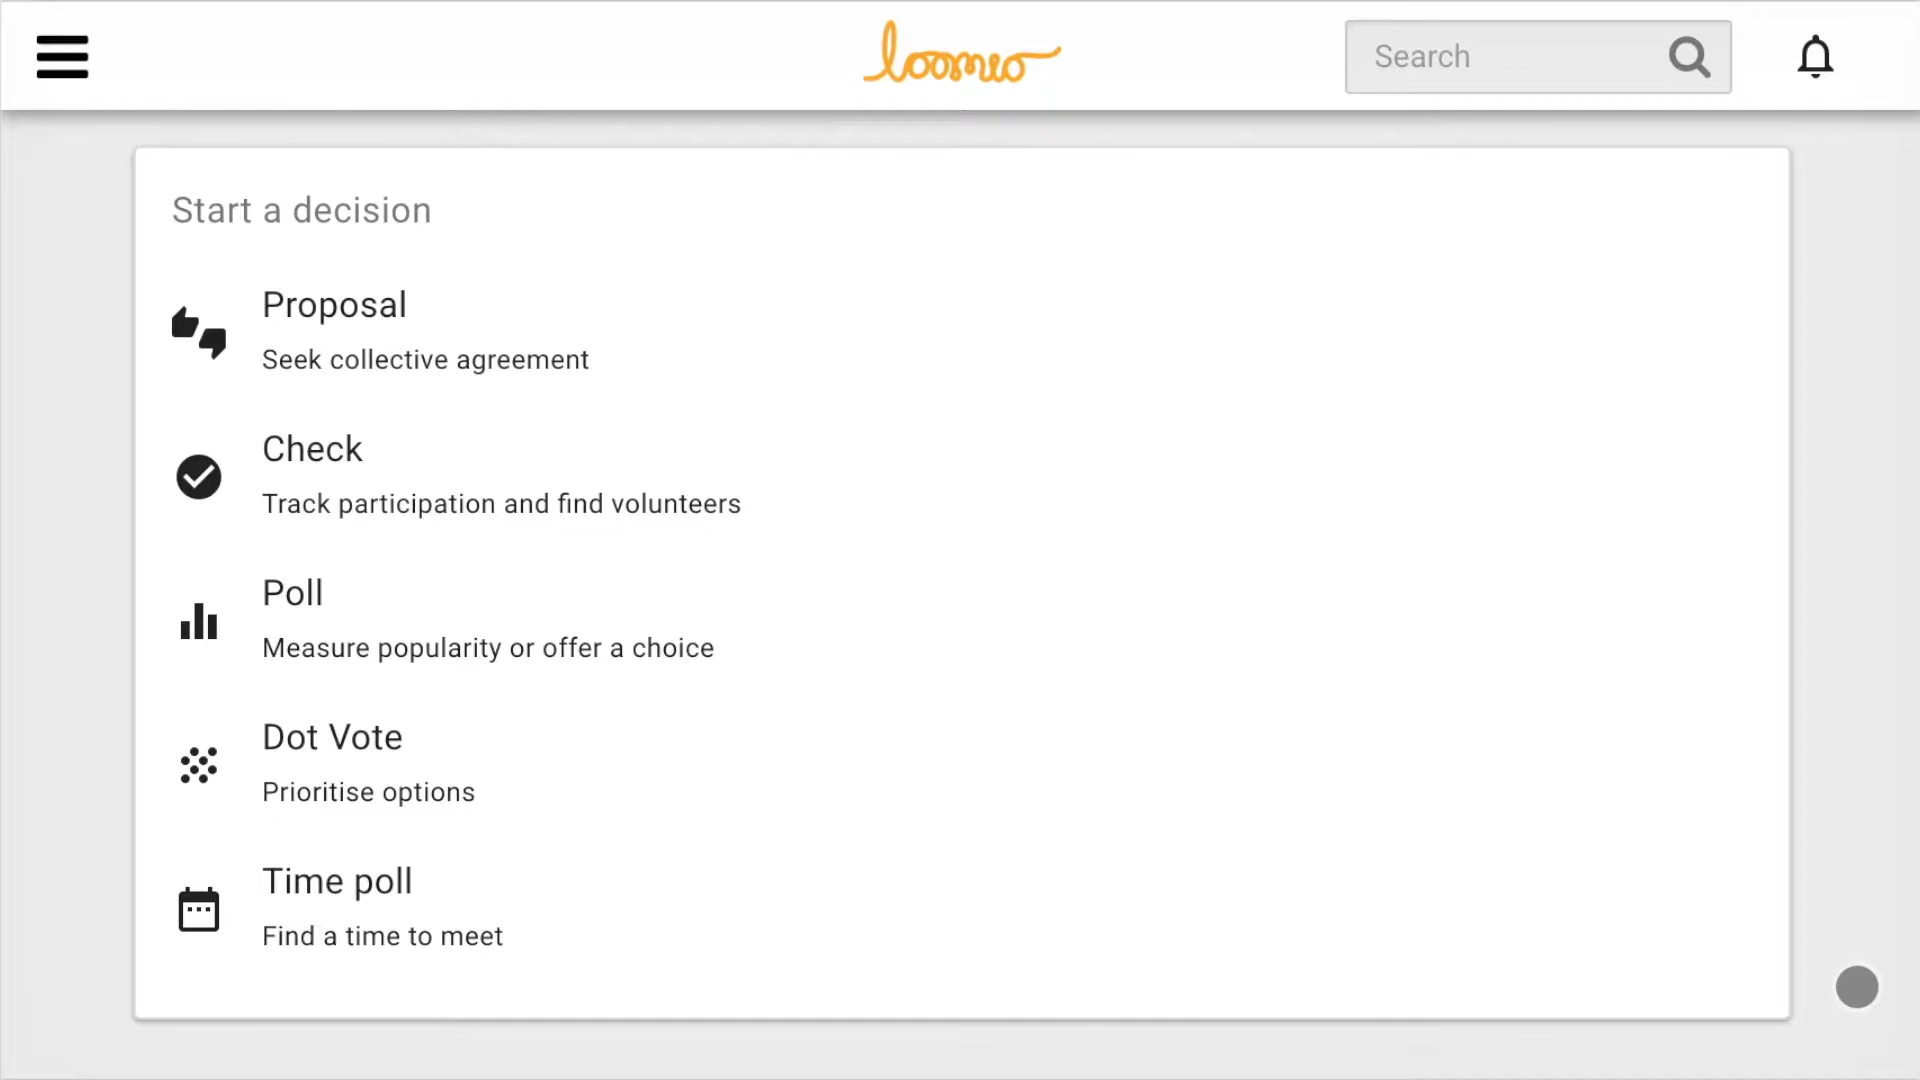 loomio
Search
Start a decision
Proposal
Seek collective agreement
Check
Track participation and find volunteers
Poll
Measure popularity or offer a choice
Dot Vote
Prioritise options
Time poll
Find a time to meet